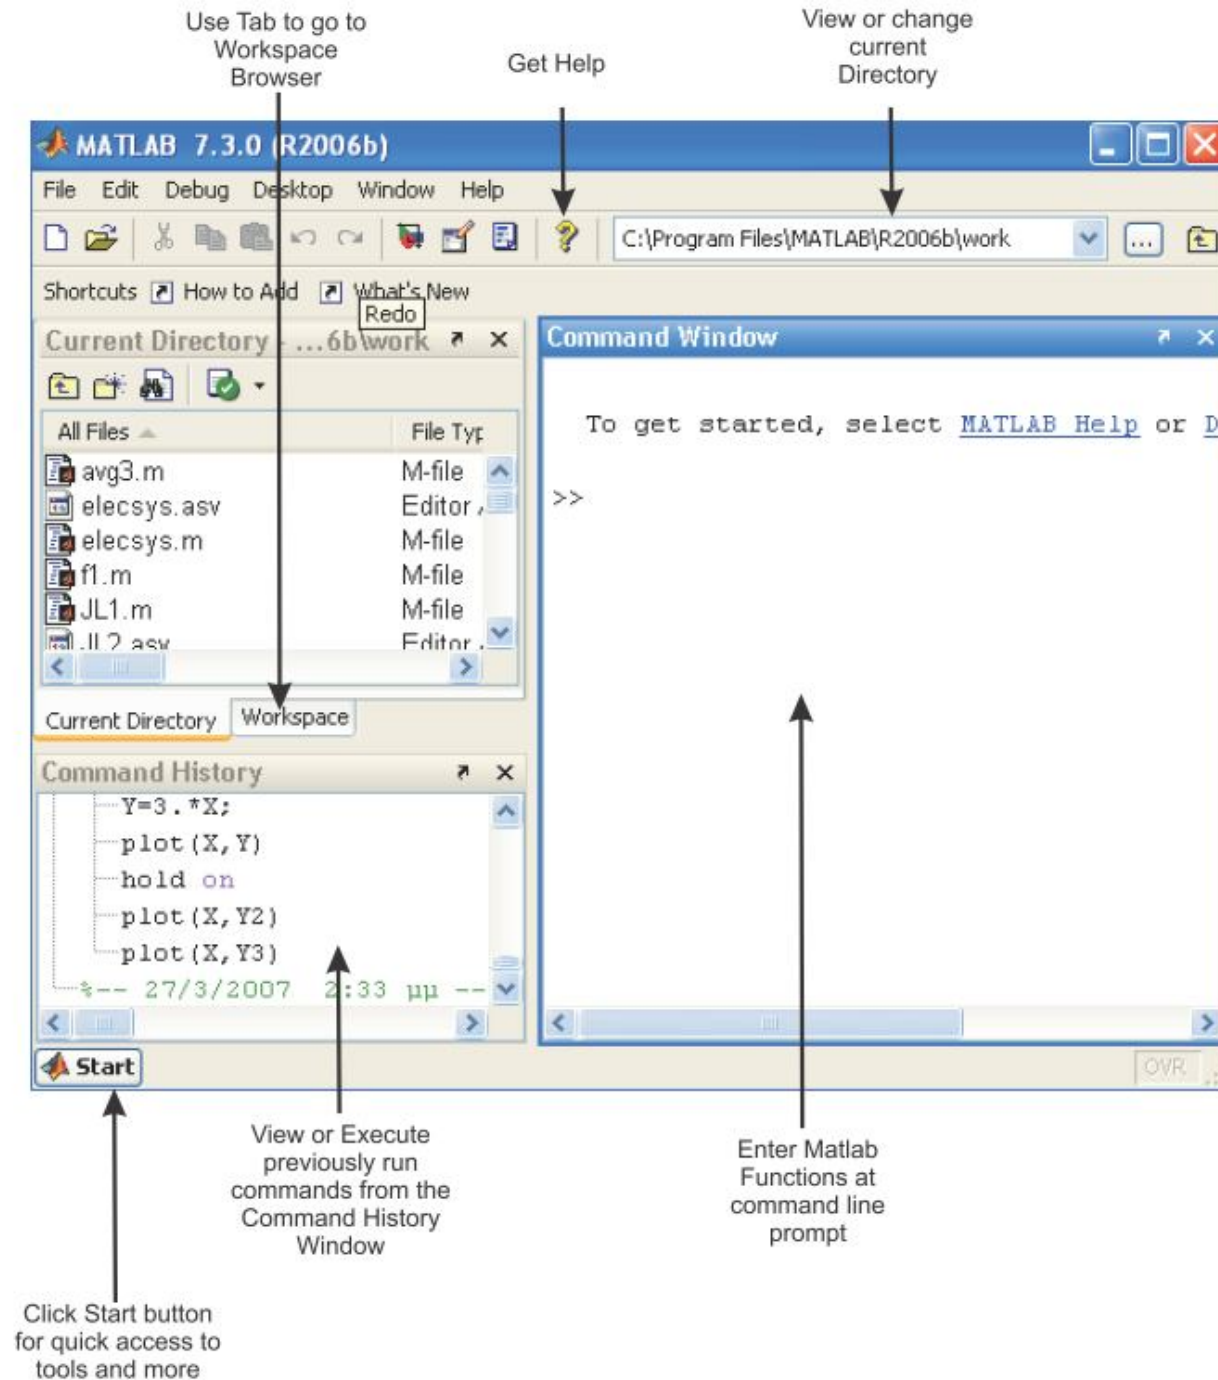 Use Tab to go to
Workspace
Browser
Get Help
View or change
current
Directory
MATLAB 7.3.0 (R2006b)
File Edit Debug Desktop Window Help
C:\Program Files\MATLAB\R2006b\work
...
Shortcuts How to Add What's New
Redo
Current Directory - ...6b\work
All Files File Typ
avg3.m M-file
elecsys.asv Editor
elecsys.m M-file
f1.m M-file
JL1.m M-file
JL2.asv Editor
Current Directory Workspace
Command History
Y=3.*X;
plot(X,Y)
hold on
plot(X,Y2)
plot(X,Y3)
%-- 27/3/2007 2:33 μμ --
Start
Command Window
To get started, select MATLAB Help or D
>>
OVR
View or Execute
previously run
commands from the
Command History
Window
Enter Matlab
Functions at
command line
prompt
Click Start button
for quick access to
tools and more